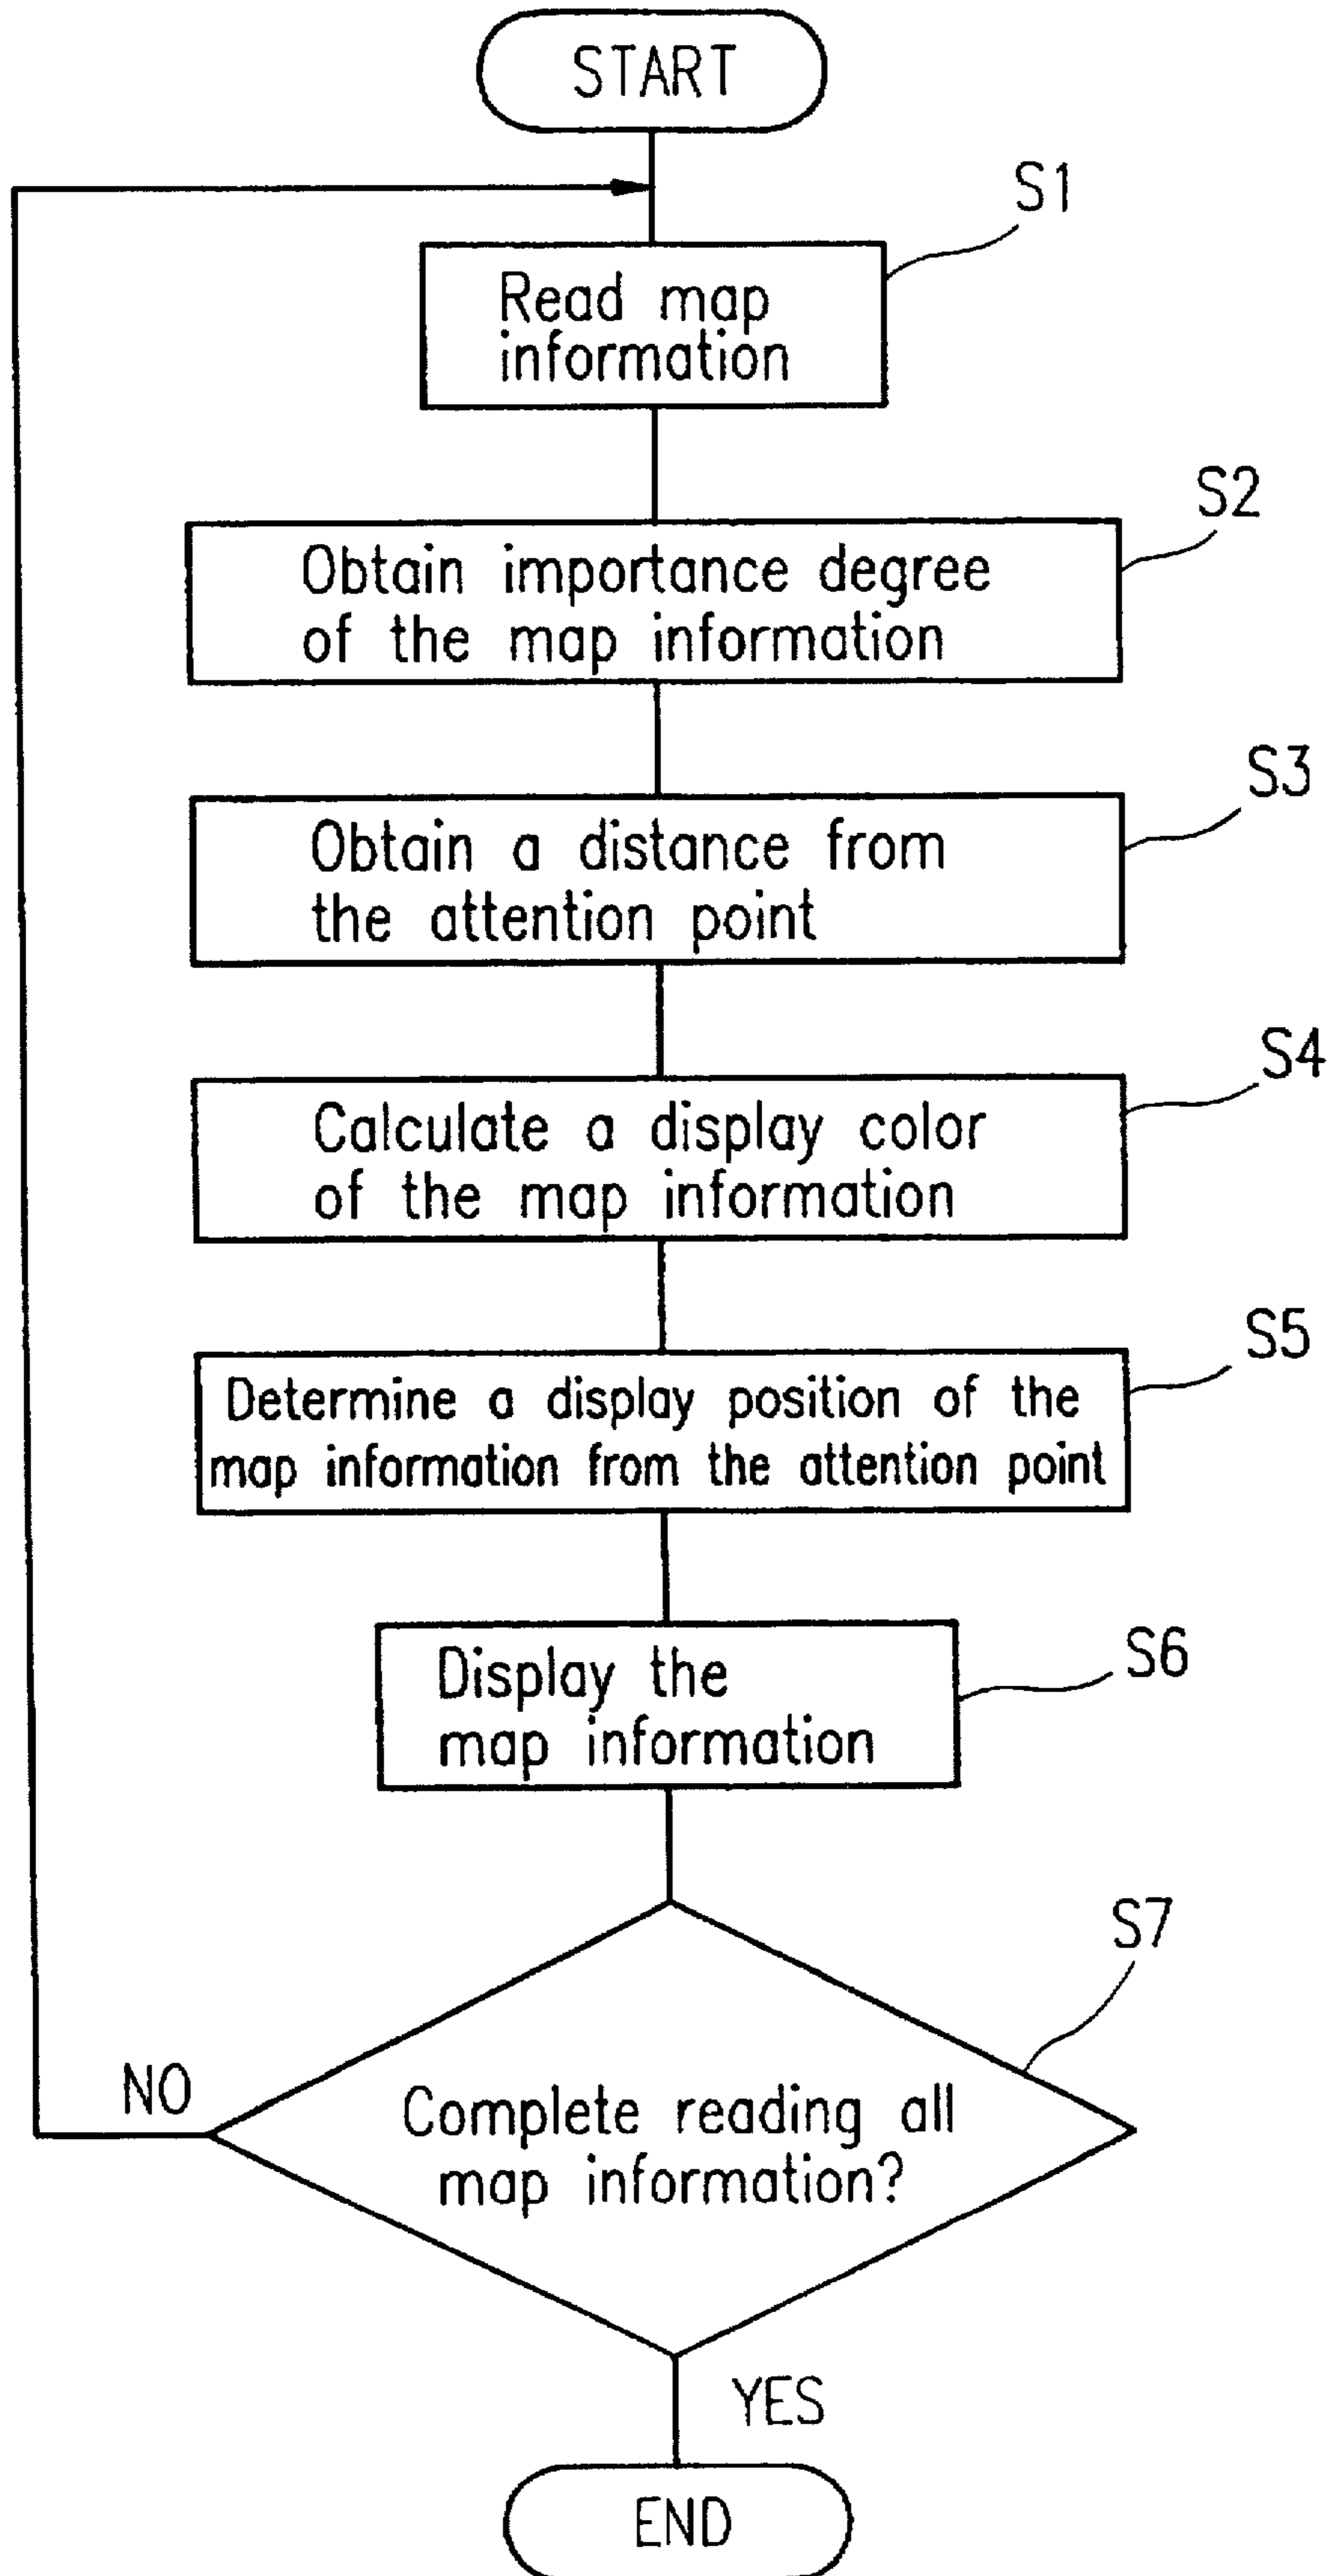 START
S1
Read map
information
S2
Obtain importance degree
of the map information
S3
Obtain a distance from
the attention point
S4
Calculate a display color
of the map information
S5
Determine a display position of the
map information from the attention point
S6
Display the
map information
S7
NO
Complete reading all
map information?
YES
END